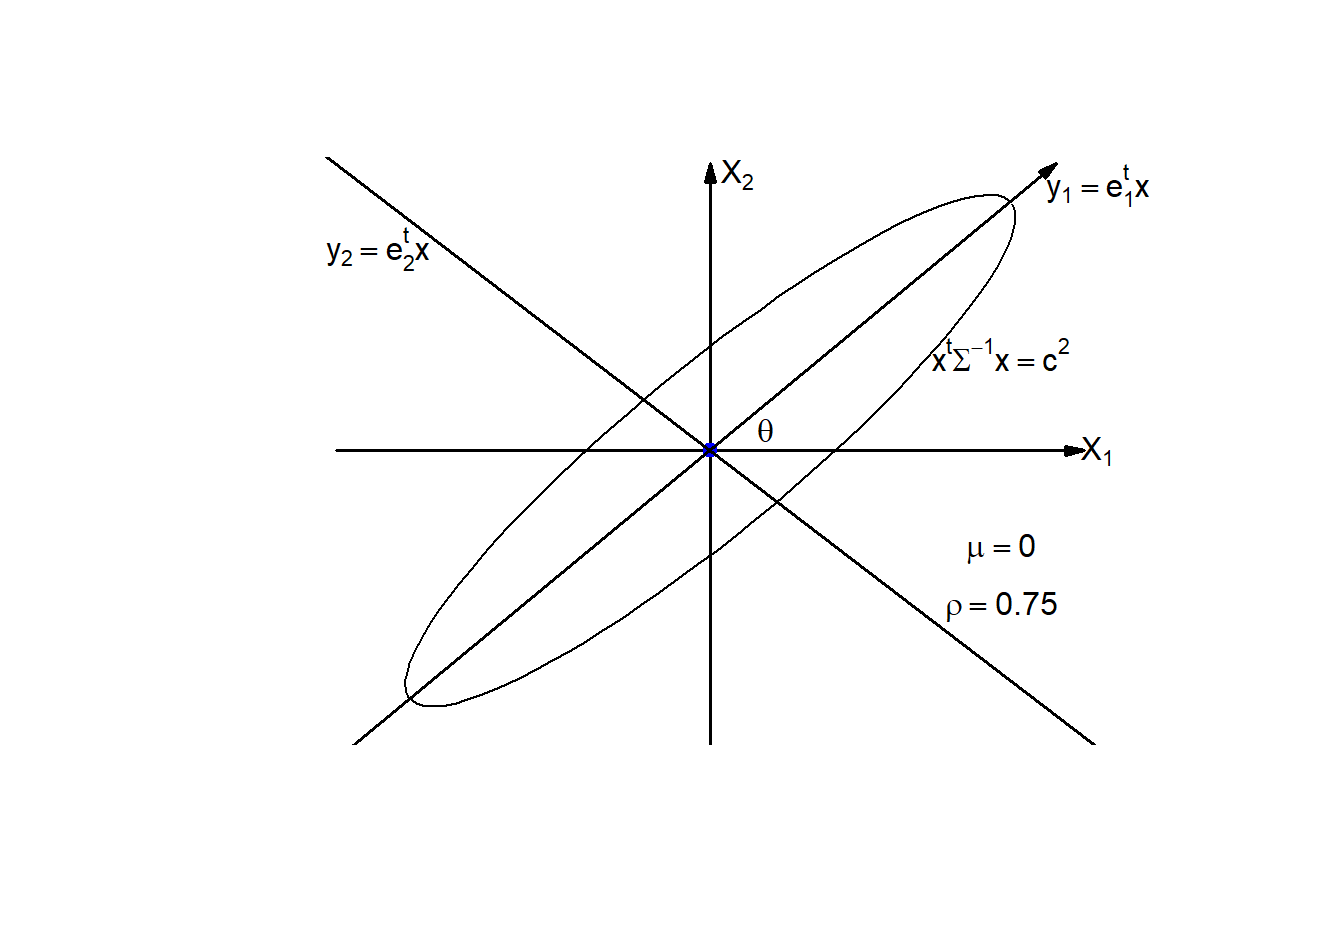 X₂
y₁ = e₁ᵗx
y₂ = e₂ᵗx
xᵗΣ⁻¹x = c²
θ
X₁
μ = 0
ρ = 0.75